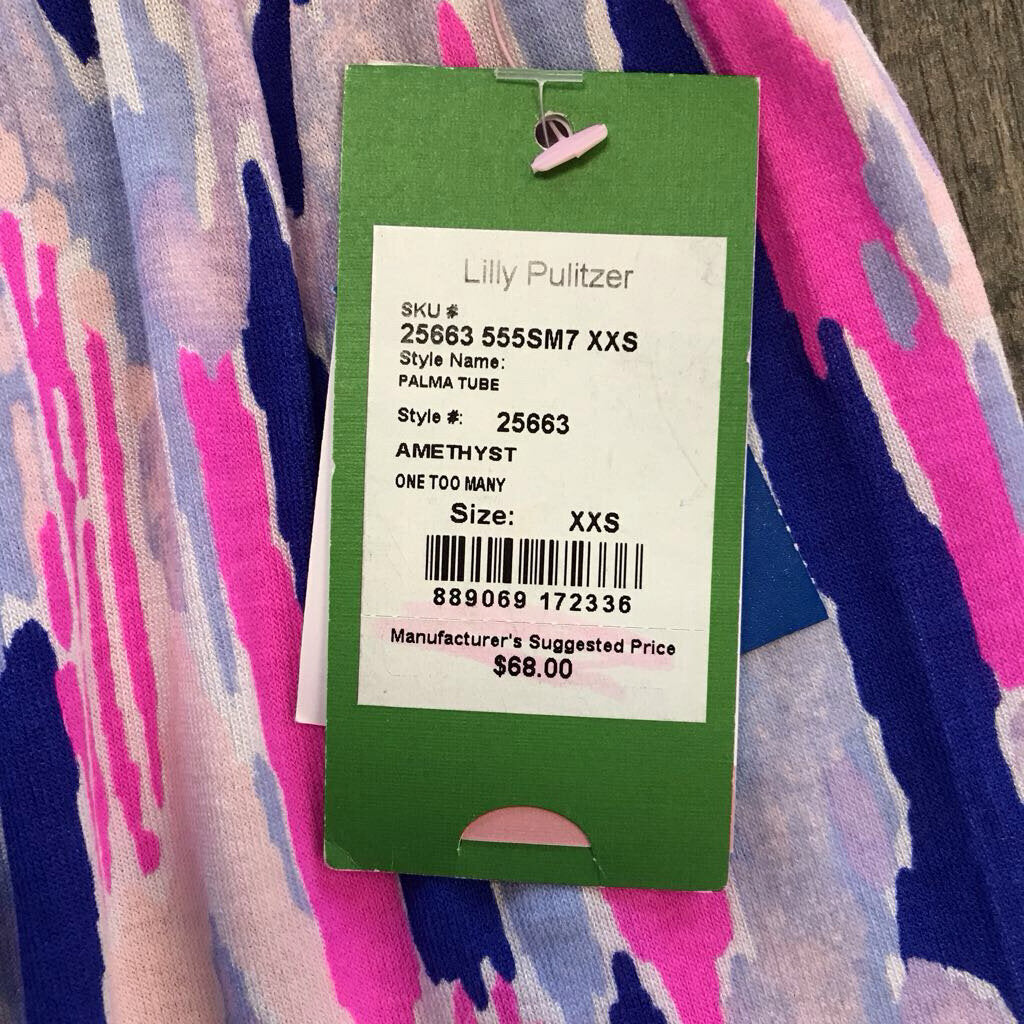 Lilly Pulitzer
SKU #
25663 555SM7 XXS
Style Name:
PALMA TUBE
Style #: 25663
AMETHYST
ONE TOO MANY
Size: XXS
889069 172336
Manufacturer's Suggested Price
$68.00